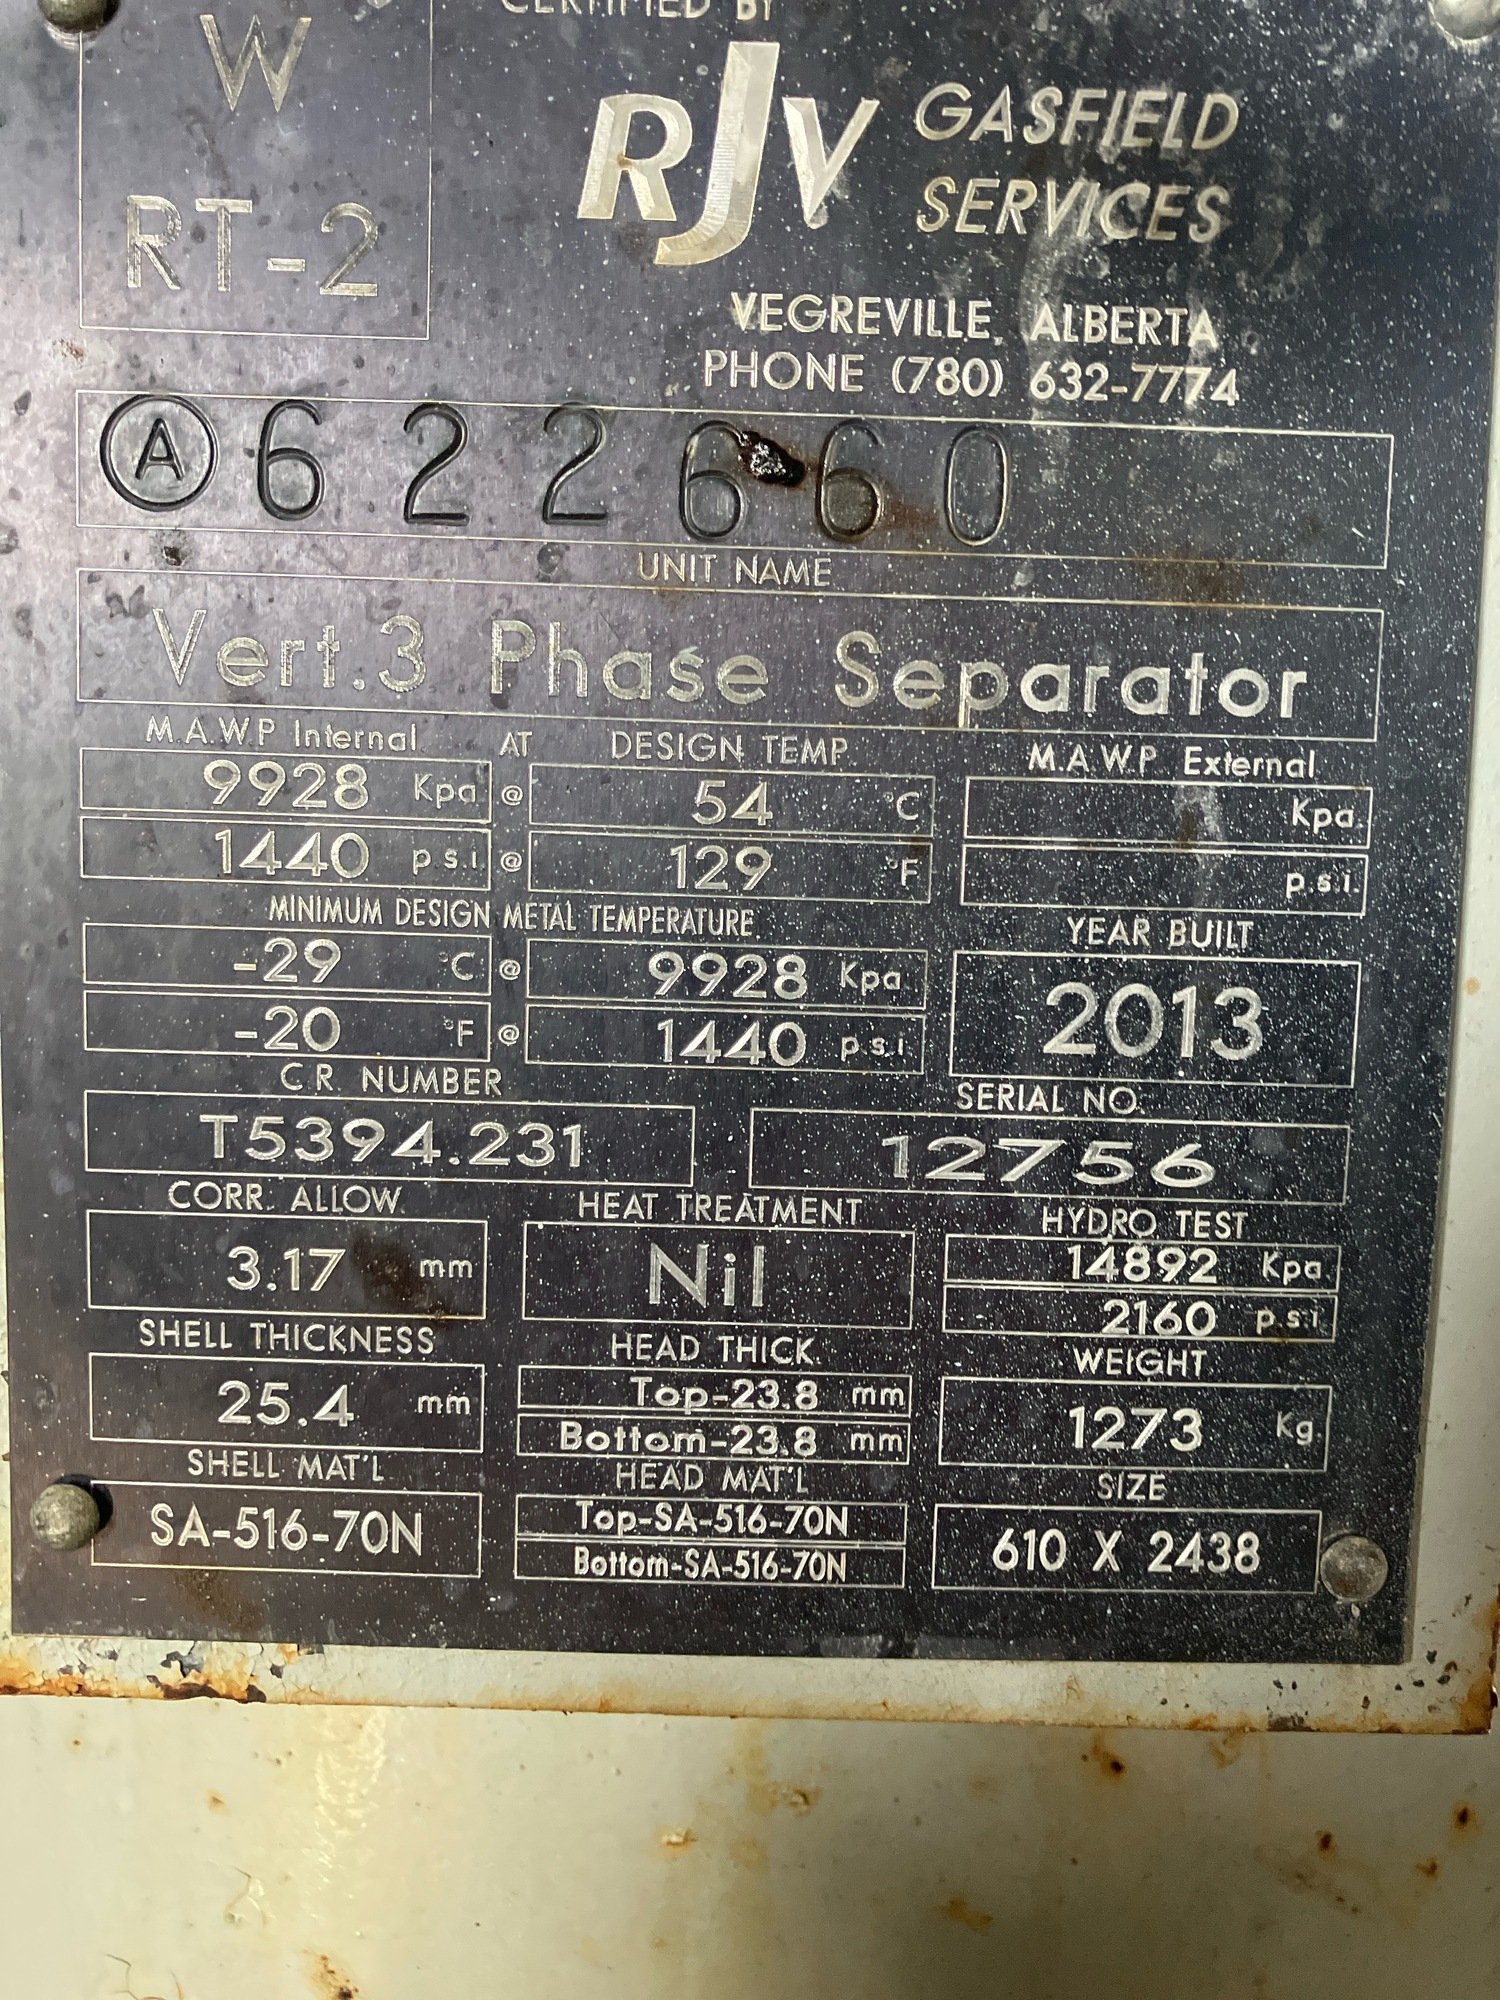 CERTIFIED BY
W
RT-2
RJV GASFIELD
SERVICES
VEGREVILLE, ALBERTA
PHONE (780) 632-7774
A 622660
UNIT NAME
Vert.3 Phase Separator
M.A.W.P Internal AT DESIGN TEMP. M.A.W.P External
9928 Kpa @ 54 °C Kpa.
1440 p.s.i. @ 129 °F p.s.i.
MINIMUM DESIGN METAL TEMPERATURE YEAR BUILT
-29 °C @ 9928 Kpa 2013
-20 °F @ 1440 p.s.i
C.R. NUMBER SERIAL NO.
T5394.231 12756
CORR. ALLOW. HEAT TREATMENT HYDRO TEST
3.17 mm Nil 14892 Kpa.
2160 p.s.i.
SHELL THICKNESS HEAD THICK. WEIGHT
25.4 mm Top-23.8 mm 1273 Kg.
Bottom-23.8 mm
SHELL MAT'L HEAD MAT'L SIZE
SA-516-70N Top-SA-516-70N 610 X 2438
Bottom-SA-516-70N